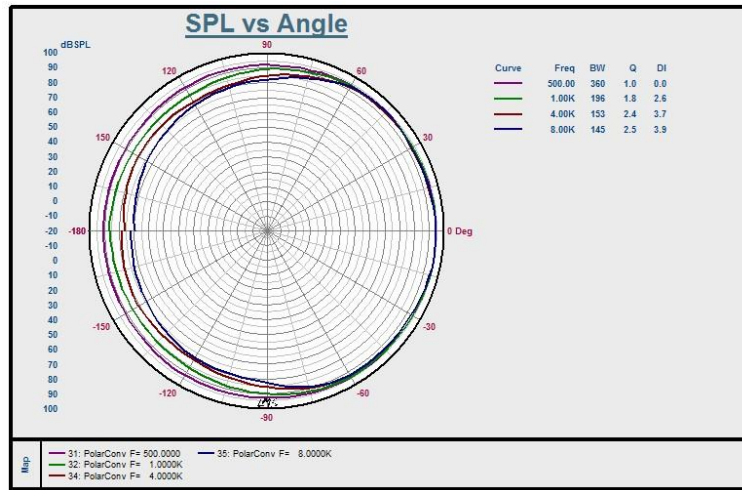 SPL vs Angle
dBSPL
90
100
90
80
70
60
50
40
30
20
10
0
-10
-20
-10
0
10
20
30
40
50
60
70
80
90
100
120
60
150
30
-180
0 Deg
-150
-30
-120
-60
-90
LMS
Curve Freq BW Q DI
500.00 360 1.0 0.0
1.00K 196 1.8 2.6
4.00K 153 2.4 3.7
8.00K 145 2.5 3.9
Map
31: PolarConv F= 500.0000
32: PolarConv F= 1.0000K
34: PolarConv F= 4.0000K
35: PolarConv F= 8.0000K